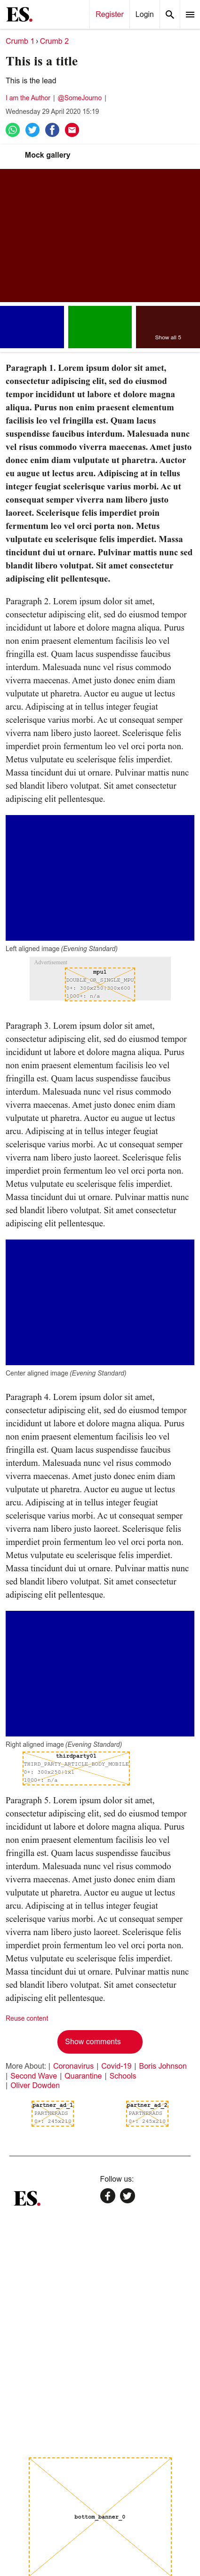 ES.
Register
Login
Crumb 1 › Crumb 2
This is a title
This is the lead
I am the Author | @SomeJourno |
Wednesday 29 April 2020 15:19
Mock gallery
Show all 5
Paragraph 1. Lorem ipsum dolor sit amet,
consectetur adipiscing elit, sed do eiusmod
tempor incididunt ut labore et dolore magna
aliqua. Purus non enim praesent elementum
facilisis leo vel fringilla est. Quam lacus
suspendisse faucibus interdum. Malesuada nunc
vel risus commodo viverra maecenas. Amet justo
donec enim diam vulputate ut pharetra. Auctor
eu augue ut lectus arcu. Adipiscing at in tellus
integer feugiat scelerisque varius morbi. Ac ut
consequat semper viverra nam libero justo
laoreet. Scelerisque felis imperdiet proin
fermentum leo vel orci porta non. Metus
vulputate eu scelerisque felis imperdiet. Massa
tincidunt dui ut ornare. Pulvinar mattis nunc sed
blandit libero volutpat. Sit amet consectetur
adipiscing elit pellentesque.
Paragraph 2. Lorem ipsum dolor sit amet,
consectetur adipiscing elit, sed do eiusmod tempor
incididunt ut labore et dolore magna aliqua. Purus
non enim praesent elementum facilisis leo vel
fringilla est. Quam lacus suspendisse faucibus
interdum. Malesuada nunc vel risus commodo
viverra maecenas. Amet justo donec enim diam
vulputate ut pharetra. Auctor eu augue ut lectus
arcu. Adipiscing at in tellus integer feugiat
scelerisque varius morbi. Ac ut consequat semper
viverra nam libero justo laoreet. Scelerisque felis
imperdiet proin fermentum leo vel orci porta non.
Metus vulputate eu scelerisque felis imperdiet.
Massa tincidunt dui ut ornare. Pulvinar mattis nunc
sed blandit libero volutpat. Sit amet consectetur
adipiscing elit pellentesque.
Left aligned image (Evening Standard)
Advertisement
mpu1
DOUBLE_OR_SINGLE_MPU
0+: 300x250|300x600
1000+: n/a
Paragraph 3. Lorem ipsum dolor sit amet,
consectetur adipiscing elit, sed do eiusmod tempor
incididunt ut labore et dolore magna aliqua. Purus
non enim praesent elementum facilisis leo vel
fringilla est. Quam lacus suspendisse faucibus
interdum. Malesuada nunc vel risus commodo
viverra maecenas. Amet justo donec enim diam
vulputate ut pharetra. Auctor eu augue ut lectus
arcu. Adipiscing at in tellus integer feugiat
scelerisque varius morbi. Ac ut consequat semper
viverra nam libero justo laoreet. Scelerisque felis
imperdiet proin fermentum leo vel orci porta non.
Metus vulputate eu scelerisque felis imperdiet.
Massa tincidunt dui ut ornare. Pulvinar mattis nunc
sed blandit libero volutpat. Sit amet consectetur
adipiscing elit pellentesque.
Center aligned image (Evening Standard)
Paragraph 4. Lorem ipsum dolor sit amet,
consectetur adipiscing elit, sed do eiusmod tempor
incididunt ut labore et dolore magna aliqua. Purus
non enim praesent elementum facilisis leo vel
fringilla est. Quam lacus suspendisse faucibus
interdum. Malesuada nunc vel risus commodo
viverra maecenas. Amet justo donec enim diam
vulputate ut pharetra. Auctor eu augue ut lectus
arcu. Adipiscing at in tellus integer feugiat
scelerisque varius morbi. Ac ut consequat semper
viverra nam libero justo laoreet. Scelerisque felis
imperdiet proin fermentum leo vel orci porta non.
Metus vulputate eu scelerisque felis imperdiet.
Massa tincidunt dui ut ornare. Pulvinar mattis nunc
sed blandit libero volutpat. Sit amet consectetur
adipiscing elit pellentesque.
Right aligned image (Evening Standard)
thirdparty01
THIRD_PARTY_ARTICLE_BODY_MOBILE
0+: 300x250|1x1
1000+: n/a
Paragraph 5. Lorem ipsum dolor sit amet,
consectetur adipiscing elit, sed do eiusmod tempor
incididunt ut labore et dolore magna aliqua. Purus
non enim praesent elementum facilisis leo vel
fringilla est. Quam lacus suspendisse faucibus
interdum. Malesuada nunc vel risus commodo
viverra maecenas. Amet justo donec enim diam
vulputate ut pharetra. Auctor eu augue ut lectus
arcu. Adipiscing at in tellus integer feugiat
scelerisque varius morbi. Ac ut consequat semper
viverra nam libero justo laoreet. Scelerisque felis
imperdiet proin fermentum leo vel orci porta non.
Metus vulputate eu scelerisque felis imperdiet.
Massa tincidunt dui ut ornare. Pulvinar mattis nunc
sed blandit libero volutpat. Sit amet consectetur
adipiscing elit pellentesque.
Reuse content
Show comments
More About: | Coronavirus | Covid-19 | Boris Johnson
| Second Wave | Quarantine | Schools
| Oliver Dowden
partner_ad_1
PARTNERADS
0+: 245x210
partner_ad_2
PARTNERADS
0+: 245x210
ES.
Follow us:
bottom_banner_0